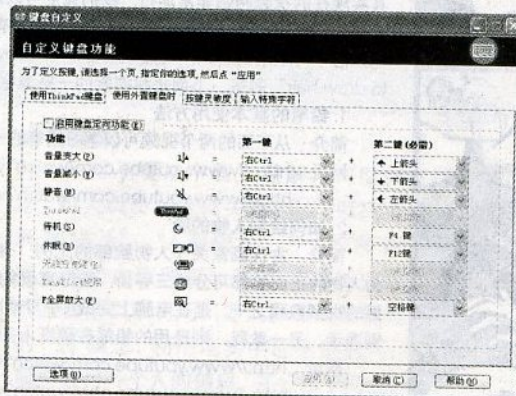 键盘自定义
自定义键盘功能
为了定义按键,请选择一个页,指定你的选项,然后点“应用”
使用ThinkPad键盘 使用外置键盘时 按键灵敏度 输入特殊字符
启用键盘定向功能(E)
功能 第一键 第二键(必需)
音量变大(P) = 右Ctrl + 上箭头
音量减小(N) = 右Ctrl + 下箭头
静音(M) = 右Ctrl + 左箭头
ThinkPad
待机(S) = 右Ctrl + F4 键
休眠(B) = 右Ctrl + F12键
F全屏放大(E) = 右Ctrl + 空格键
选项(O) 应用(A) 取消(C) 帮助(H)